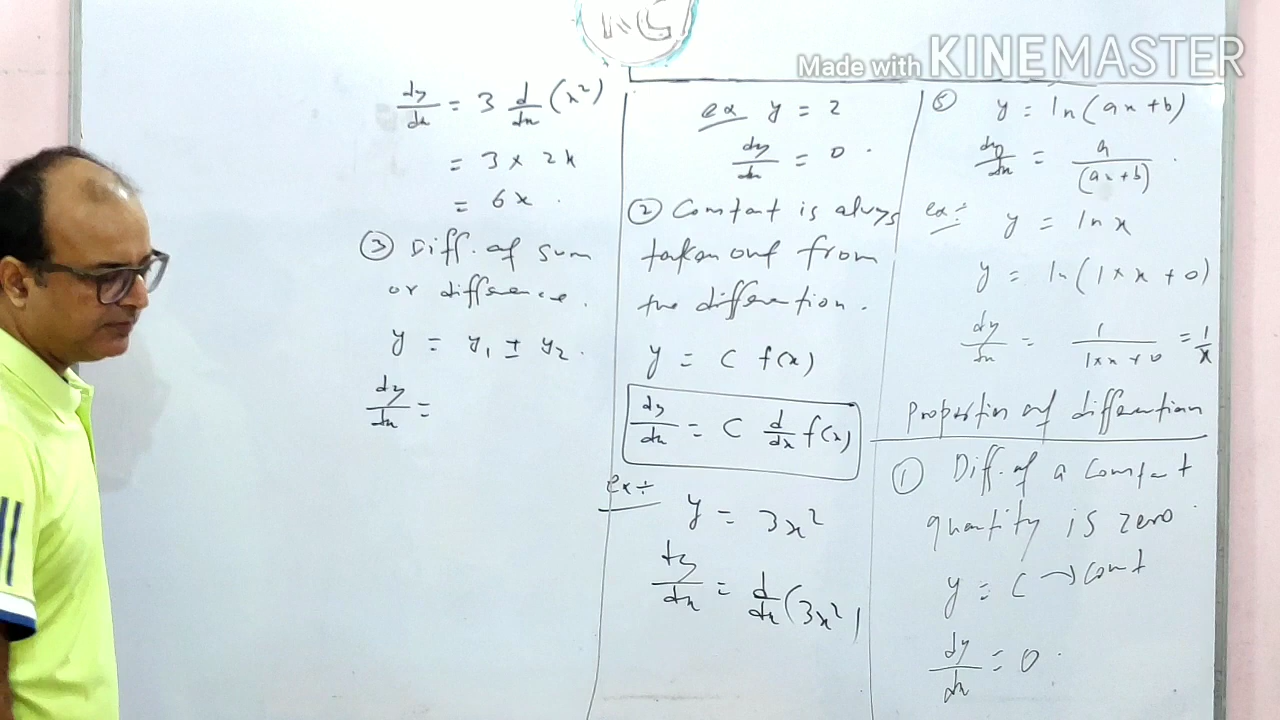 NG
Made with KINEMASTER
⑤ y = ln(ax+b)
dy/dx = a/(ax+b) .
ex÷ y = ln x
y = ln(1×x+0)
dy/dx = 1/(1×x+0) = 1/x
Properties of differention
① Diff. of a constant
quantity is zero.
y = C → const
dy/dx = 0 .
ex y = 2
dy/dx = 0 .
② Constant is always
taken out from
the differention.
y = C f(x)
dy/dx = C d/dx f(x)
ex÷
y = 3x²
dy/dx = d/dx (3x²)
dy/dx = 3 d/dx (x²)
= 3 × 2x
= 6x .
③ Diff. of sum
or difference.
y = y₁ ± y₂ .
dy/dx =